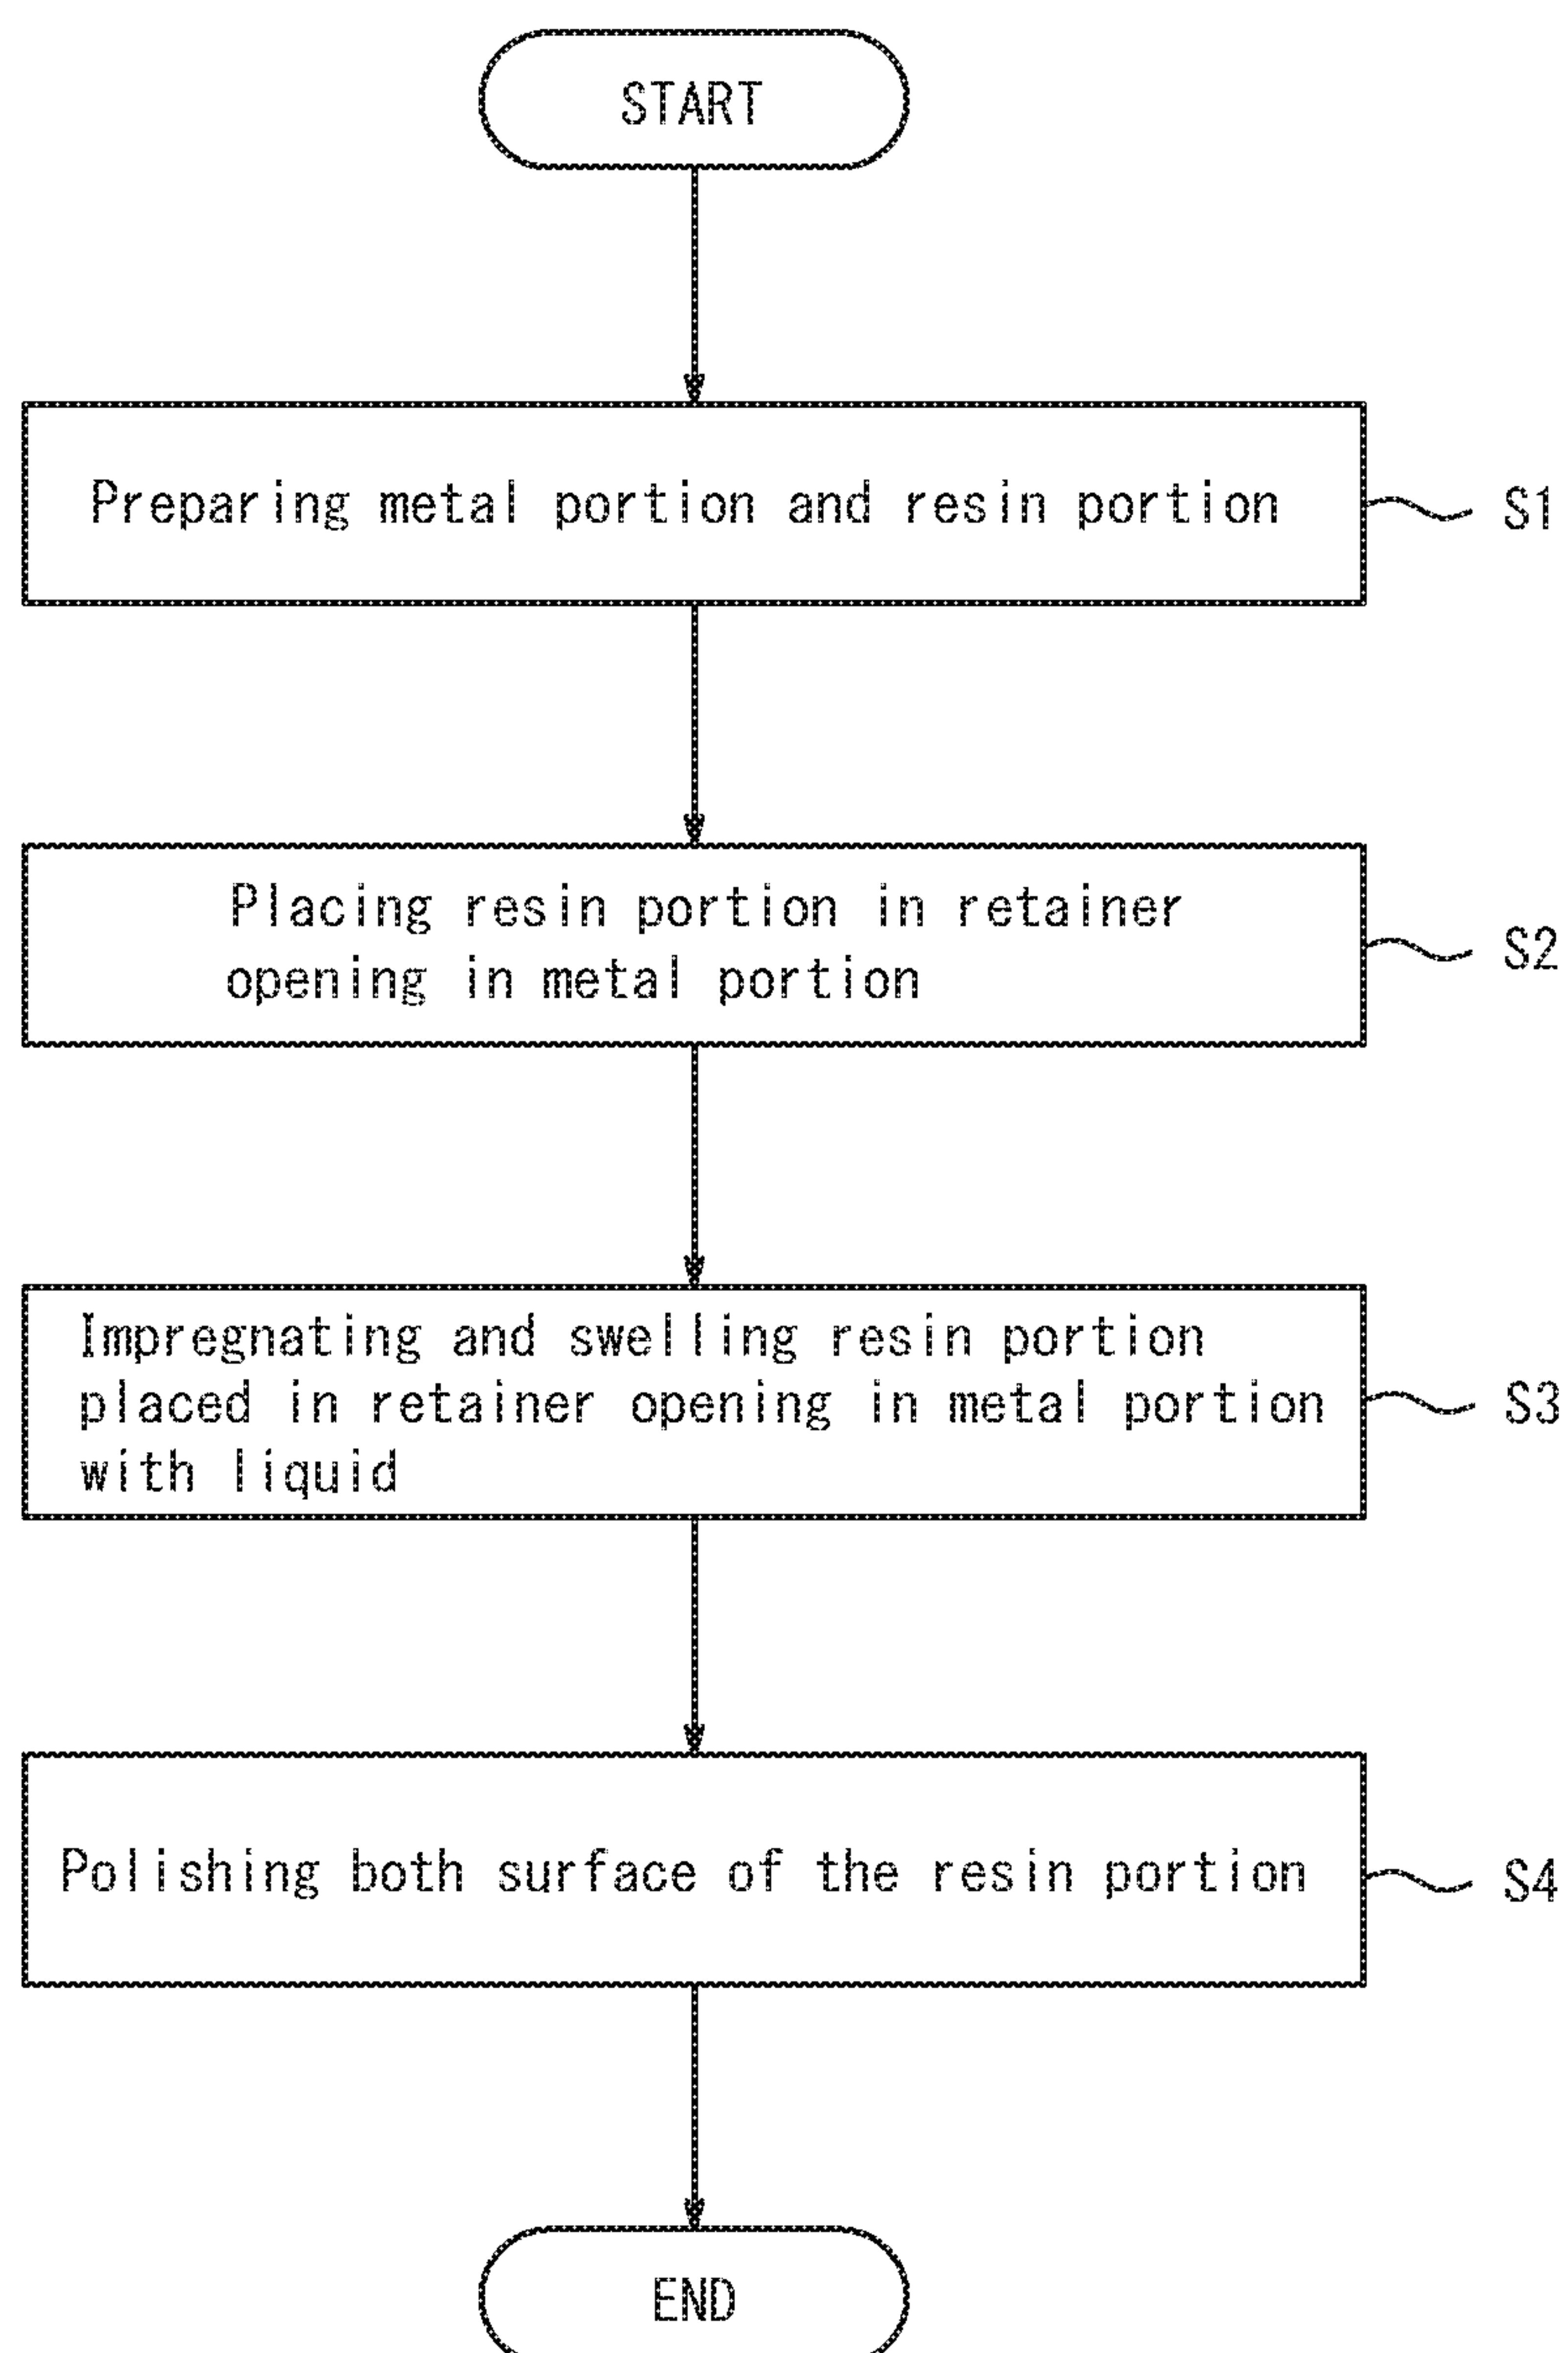 START
Preparing metal portion and resin portion
S1
Placing resin portion in retainer
opening in metal portion
S2
Impregnating and swelling resin portion
placed in retainer opening in metal portion
with liquid
S3
Polishing both surface of the resin portion
S4
END